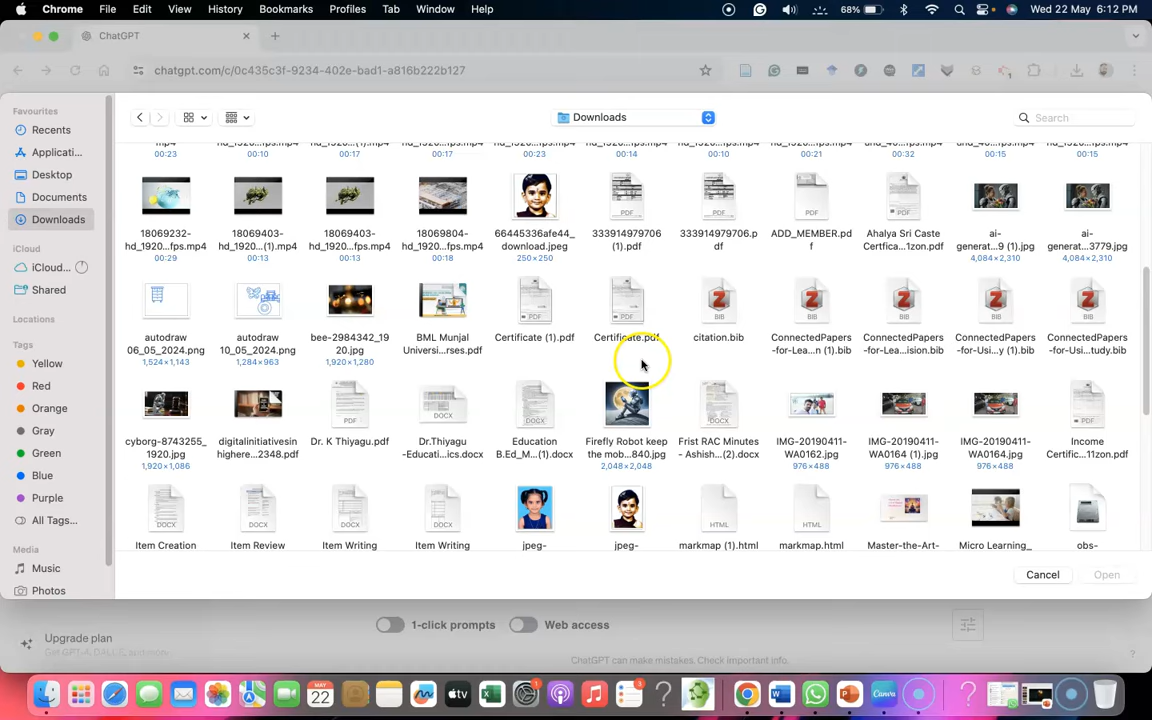 Chrome File Edit View History Bookmarks Profiles Tab Window Help 68% Wed 22 May 6:12 PM
ChatGPT
chatgpt.com/c/0c435c3f-9234-402e-bad1-a816b222b127
Favourites
Recents
Applicati...
Desktop
Documents
Downloads
iCloud
iCloud...
Shared
Locations
Tags
Yellow
Red
Orange
Gray
Green
Blue
Purple
All Tags...
Media
Music
Photos
Downloads
Search
00:23 00:10 00:17 00:17 00:23 00:14 00:10 00:21 00:32 00:15 00:15
18069232- 18069403- 18069403- 18069804- 66445336afe44_ 333914979706 333914979706.p ADD_MEMBER.pd Ahalya Sri Caste ai- ai-
hd_1920...fps.mp4 hd_1920...(1).mp4 hd_1920...fps.mp4 hd_1920...fps.mp4 download.jpeg (1).pdf df f Certfica...1zon.pdf generat...9 (1).jpg generat...3779.jpg
00:29 00:13 00:13 00:18 250×250 4,084×2,310 4,084×2,310
autodraw autodraw bee-2984342_19 BML Munjal Certificate (1).pdf Certificate.pdf citation.bib ConnectedPapers ConnectedPapers ConnectedPapers ConnectedPapers
06_05_2024.png 10_05_2024.png 20.jpg Universi...rses.pdf -for-Lea...n (1).bib -for-Lea...ision.bib -for-Usi...y (1).bib -for-Usi...tudy.bib
1,524×1,143 1,284×963 1,920×1,280
cyborg-8743255_ digitalinitiativesin Dr. K Thiyagu.pdf Dr.Thiyagu Education Firefly Robot keep Frist RAC Minutes IMG-20190411- IMG-20190411- IMG-20190411- Income
1920.jpg highere...2348.pdf -Educati...ics.docx B.Ed_M...(1).docx the mob...840.jpg - Ashish...(2).docx WA0162.jpg WA0164 (1).jpg WA0164.jpg Certific...11zon.pdf
1,920×1,086 2,048×2,048 976×488 976×488 976×488
Item Creation Item Review Item Writing Item Writing jpeg- jpeg- markmap (1).html markmap.html Master-the-Art- Micro Learning_ obs-
Cancel Open
Upgrade plan
1-click prompts Web access
ChatGPT can make mistakes. Check important info.